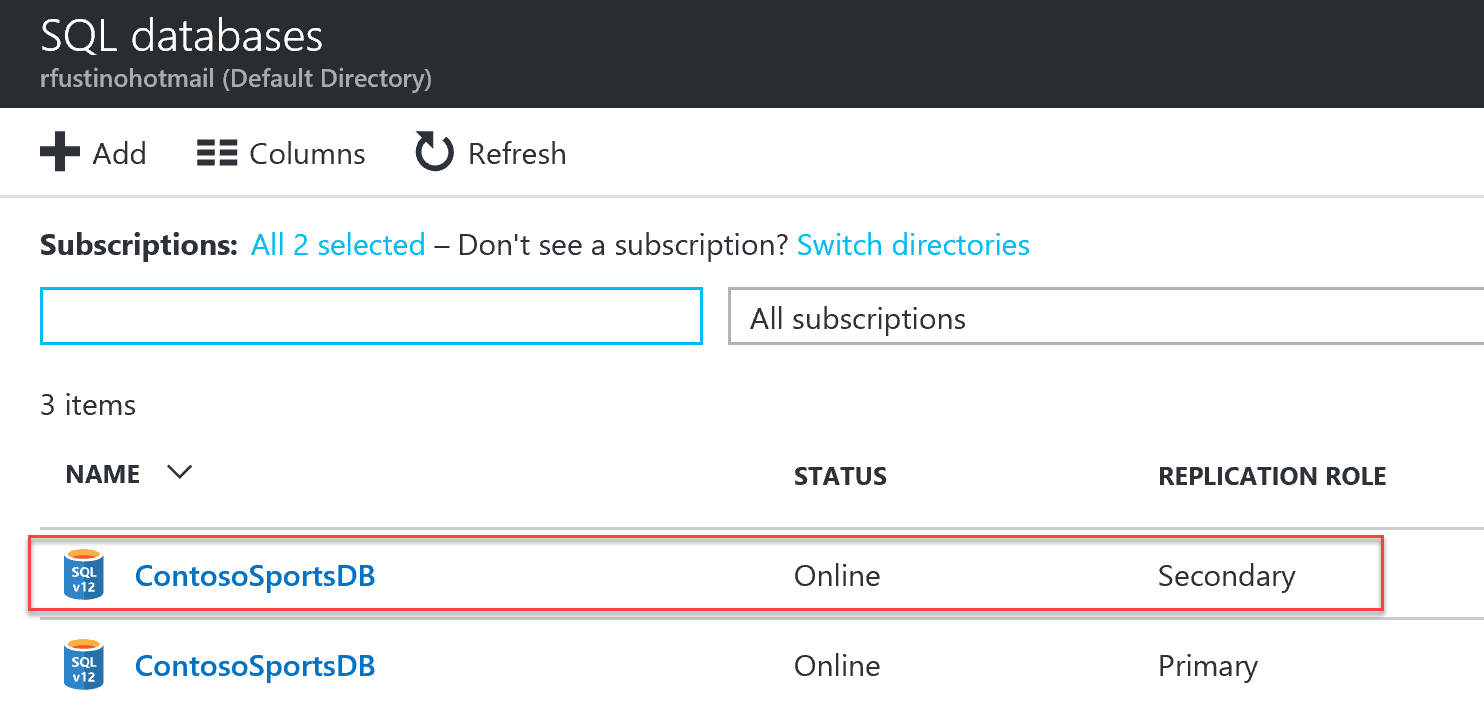 SQL databases
rfustinohotmail (Default Directory)
Add Columns Refresh
Subscriptions: All 2 selected – Don't see a subscription? Switch directories
All subscriptions
3 items
NAME STATUS REPLICATION ROLE
SQL v12 ContosoSportsDB Online Secondary
SQL v12 ContosoSportsDB Online Primary